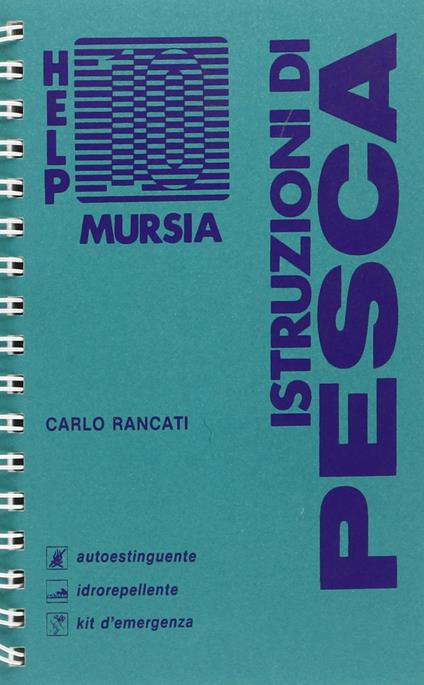 HELP
10
MURSIA
ISTRUZIONI DI
PESCA
CARLO RANCATI
autoestinguente
idrorepellente
kit d'emergenza